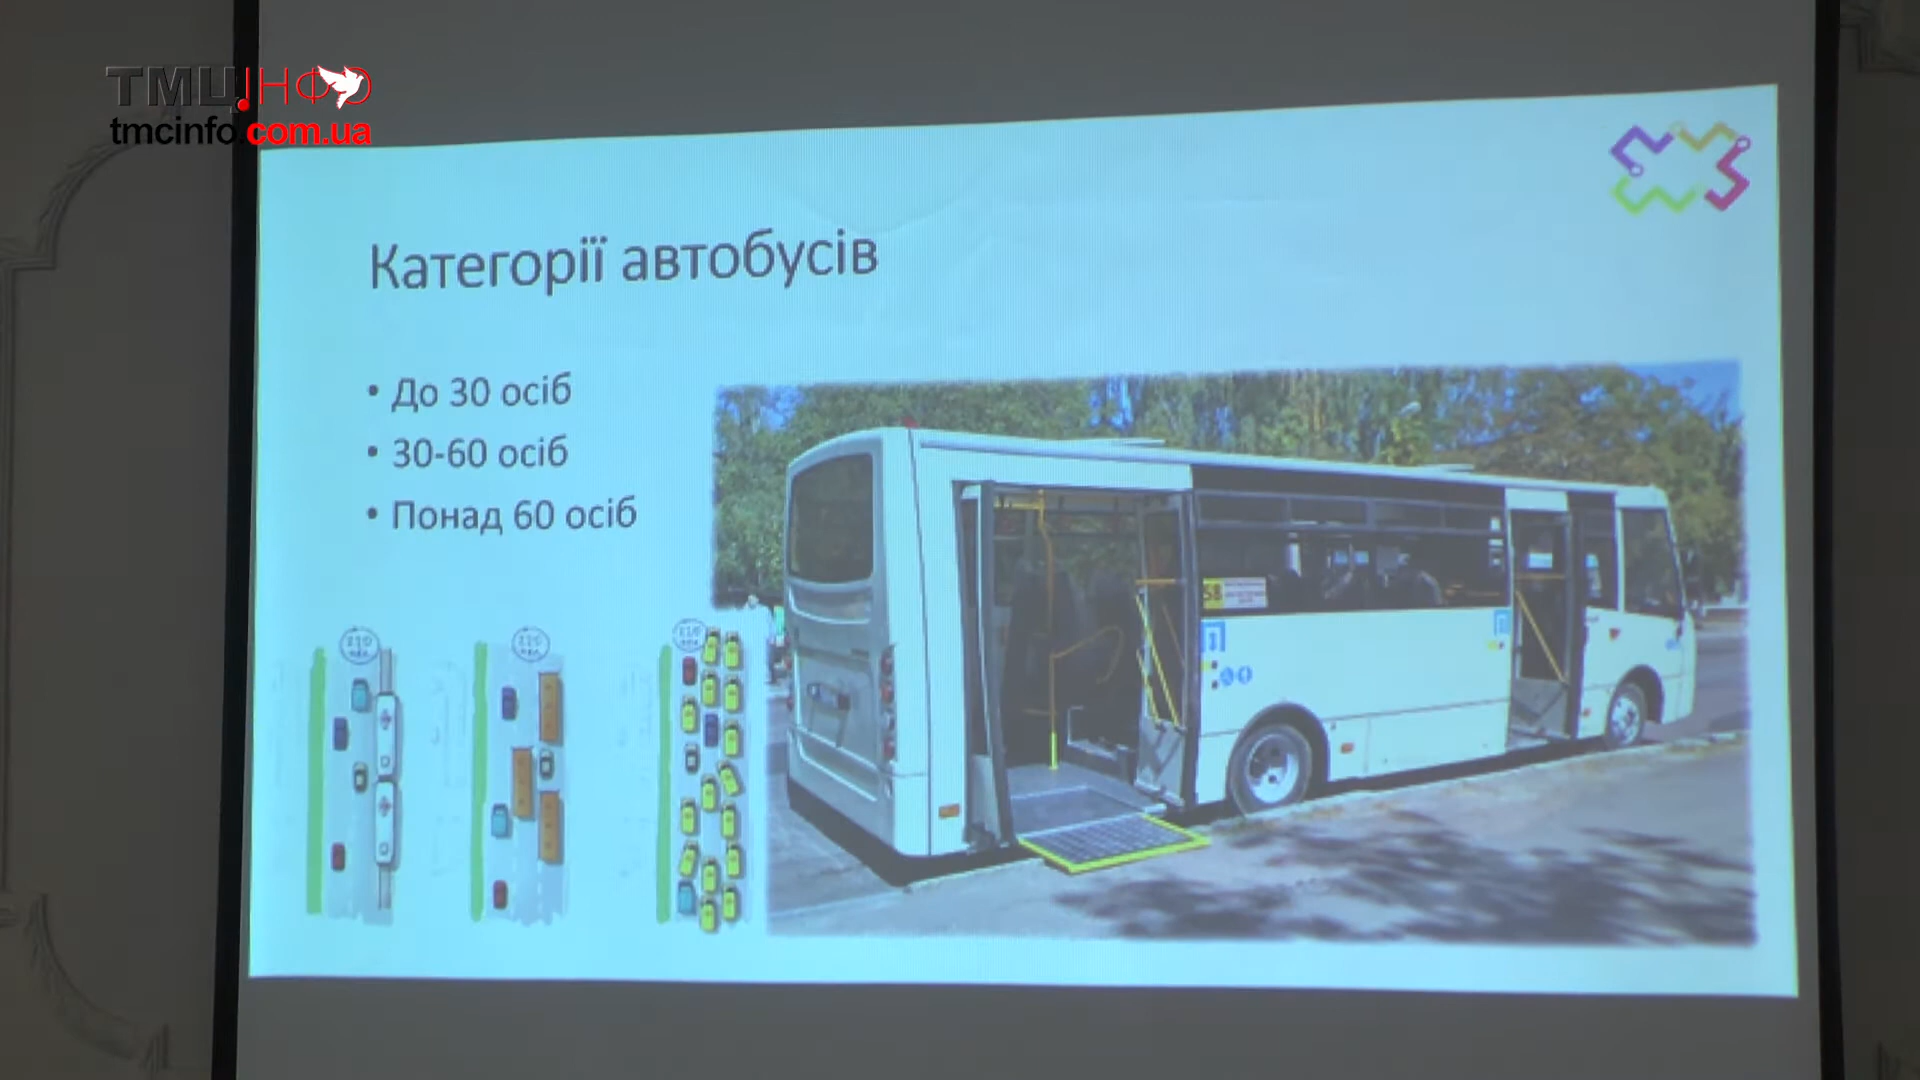 ТМЦ.ІНФО
tmcinfo.com.ua
Категорії автобусів
• До 30 осіб
• 30-60 осіб
• Понад 60 осіб